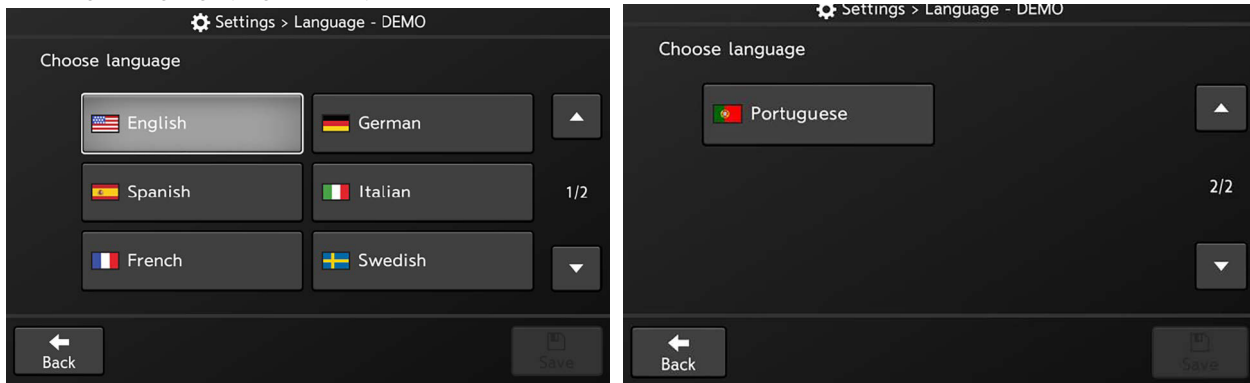 Settings > Language - DEMO
Choose language
English
German
Spanish
Italian
1/2
French
Swedish
Back
Save
Settings > Language - DEMO
Choose language
Portuguese
2/2
Back
Save